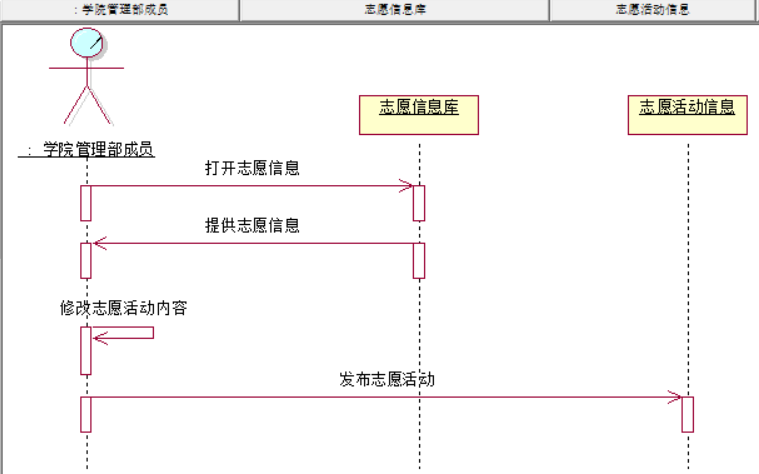 : 学院管理部成员
志愿信息库
志愿活动信息
志愿信息库
志愿活动信息
: 学院管理部成员
打开志愿信息
提供志愿信息
修改志愿活动内容
发布志愿活动